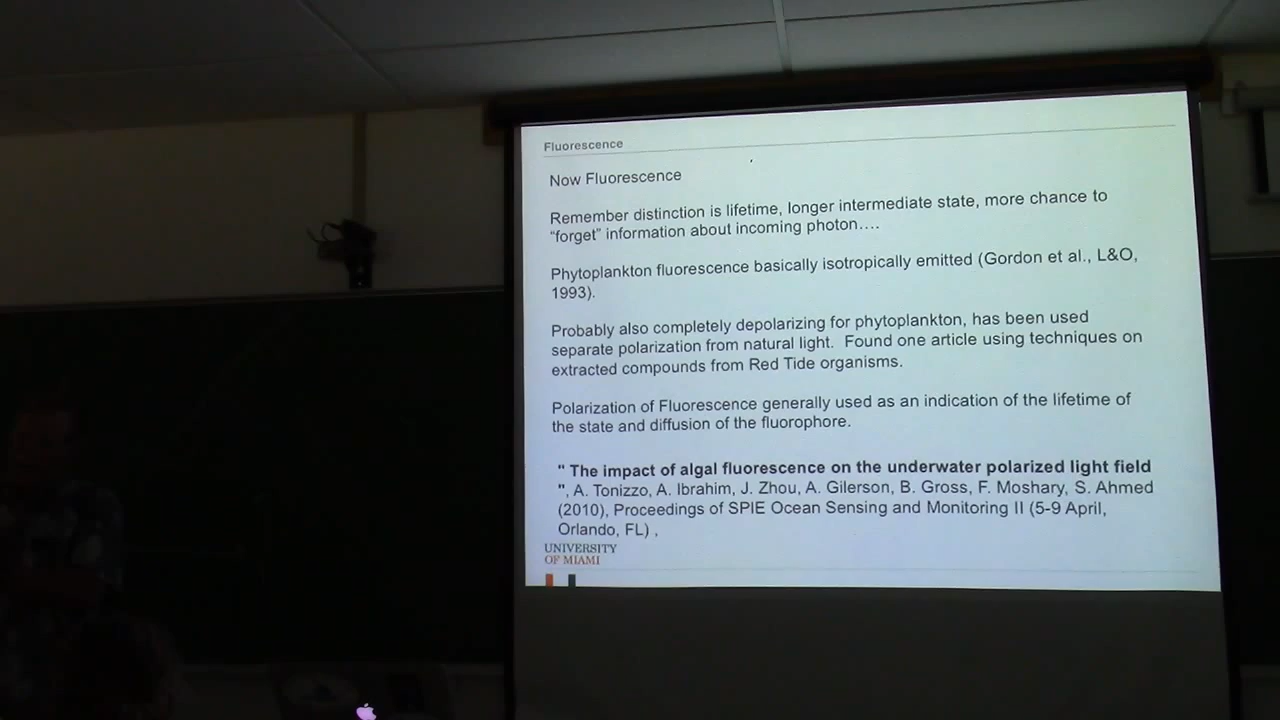 Fluorescence
Now Fluorescence
Remember distinction is lifetime, longer intermediate state, more chance to
“forget” information about incoming photon….
Phytoplankton fluorescence basically isotropically emitted (Gordon et al., L&O,
1993).
Probably also completely depolarizing for phytoplankton, has been used
separate polarization from natural light. Found one article using techniques on
extracted compounds from Red Tide organisms.
Polarization of Fluorescence generally used as an indication of the lifetime of
the state and diffusion of the fluorophore.
" The impact of algal fluorescence on the underwater polarized light field
", A. Tonizzo, A. Ibrahim, J. Zhou, A. Gilerson, B. Gross, F. Moshary, S. Ahmed
(2010), Proceedings of SPIE Ocean Sensing and Monitoring II (5-9 April,
Orlando, FL) ,
UNIVERSITY
OF MIAMI